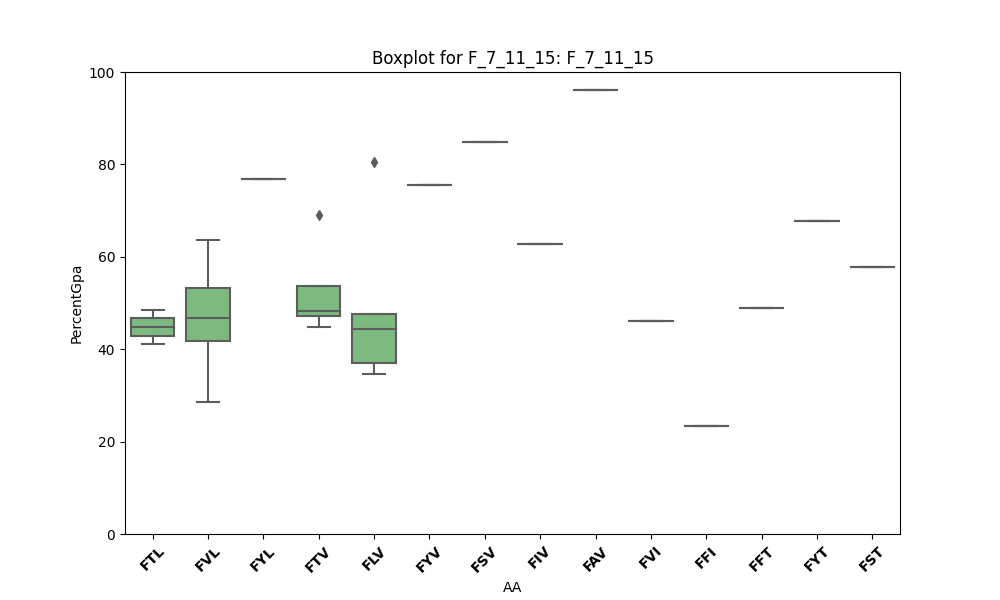 Boxplot for F_7_11_15: F_7_11_15
100
80
60
40
20
0
PercentGpa
FTL FVL FYL FTV FLV FYV FSV FIV FAV FVI FFI FFT FYT FST
AA